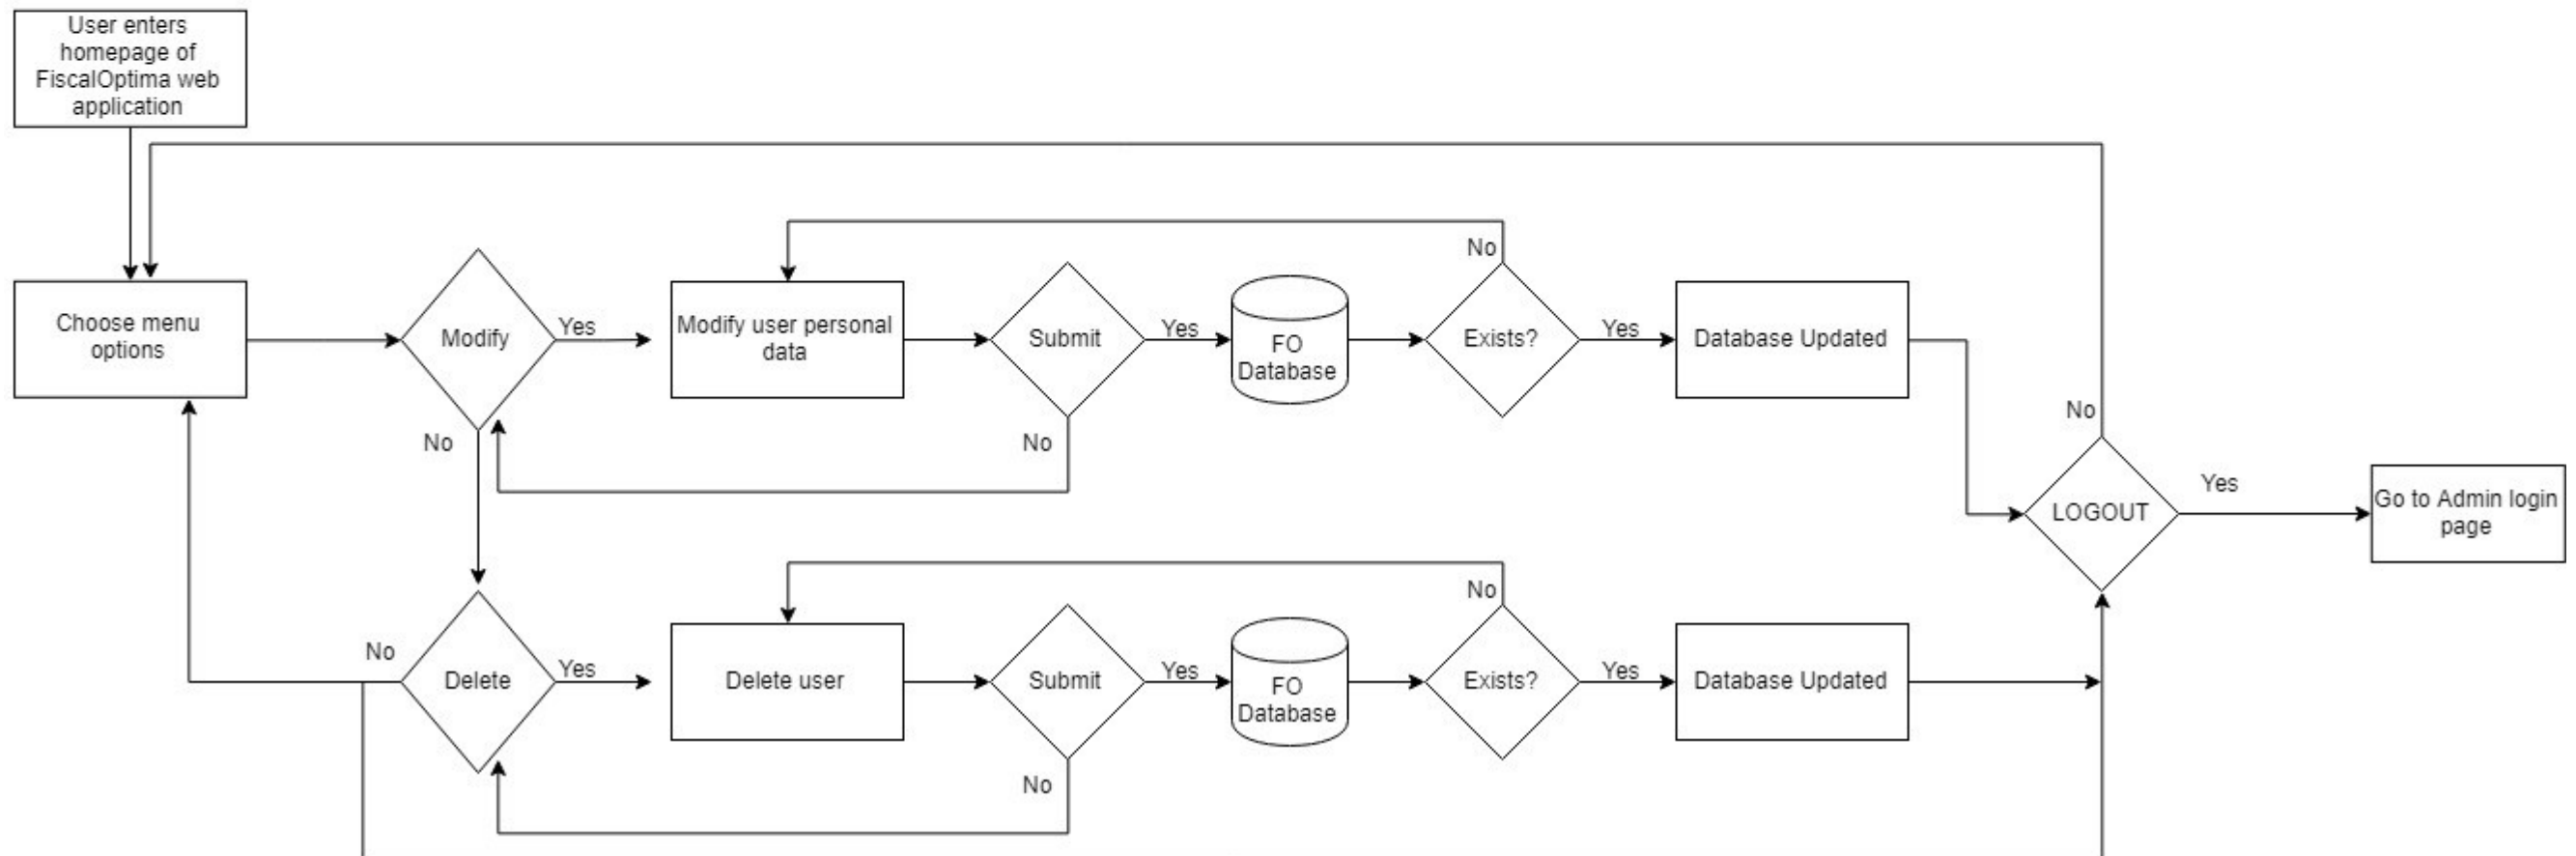 User enters
homepage of
FiscalOptima web
application
Choose menu
options
Modify
Yes
No
Modify user personal
data
Submit
Yes
No
FO
Database
Exists?
No
Yes
Database Updated
No
LOGOUT
Yes
Go to Admin login
page
No
Delete
Yes
Delete user
Submit
Yes
No
FO
Database
Exists?
No
Yes
Database Updated